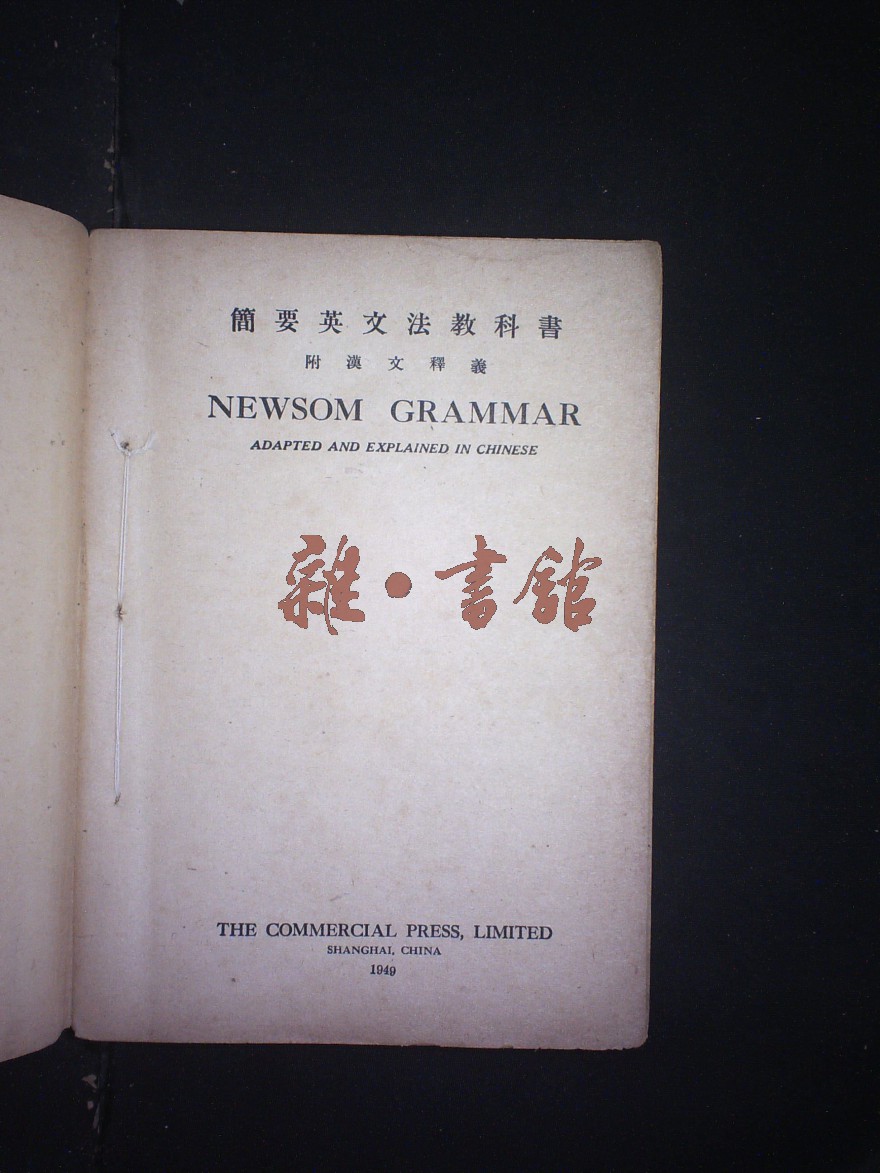 簡要英文法教科書
附漢文釋義
NEWSOM GRAMMAR
ADAPTED AND EXPLAINED IN CHINESE
雜·書館
THE COMMERCIAL PRESS, LIMITED
SHANGHAI, CHINA
1949